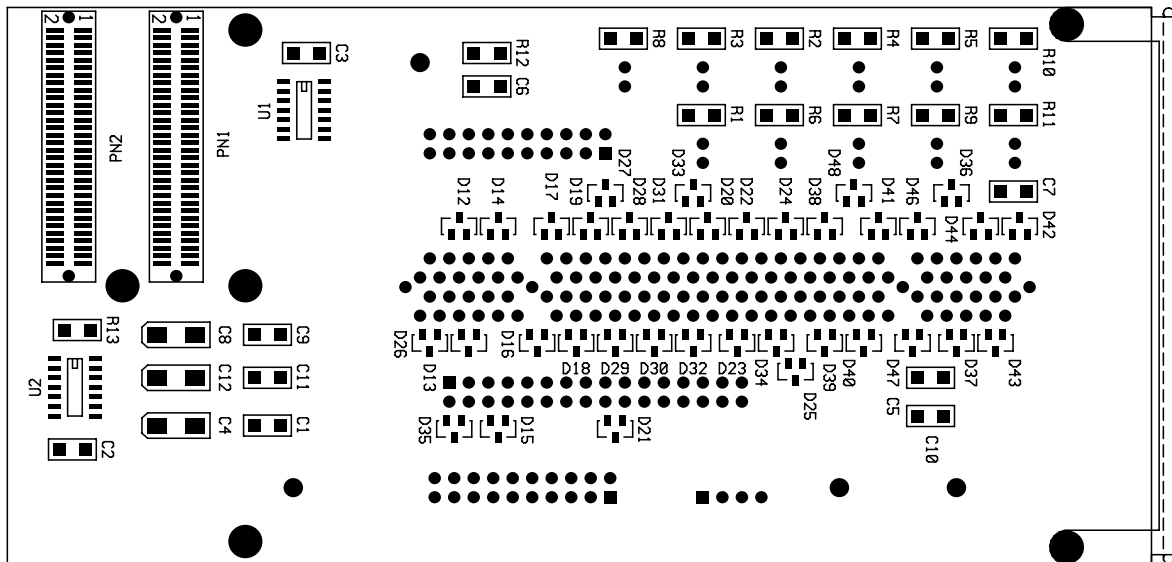 2 1
2 1
C3
U1
PN2
PN1
R12
C6
R8
R3
R2
R4
R5
R10
R1
R6
R7
R9
R11
C7
D27
D33
D48
D36
D12
D14
D17
D19
D28
D31
D20
D22
D24
D38
D41
D46
D44
D42
R13
C8
C9
U2
C12
C11
C4
C1
C2
D26
D13
D16
D18
D29
D30
D32
D23
D34
D25
D39
D40
D47
D37
D43
D35
D15
D21
C5
C10